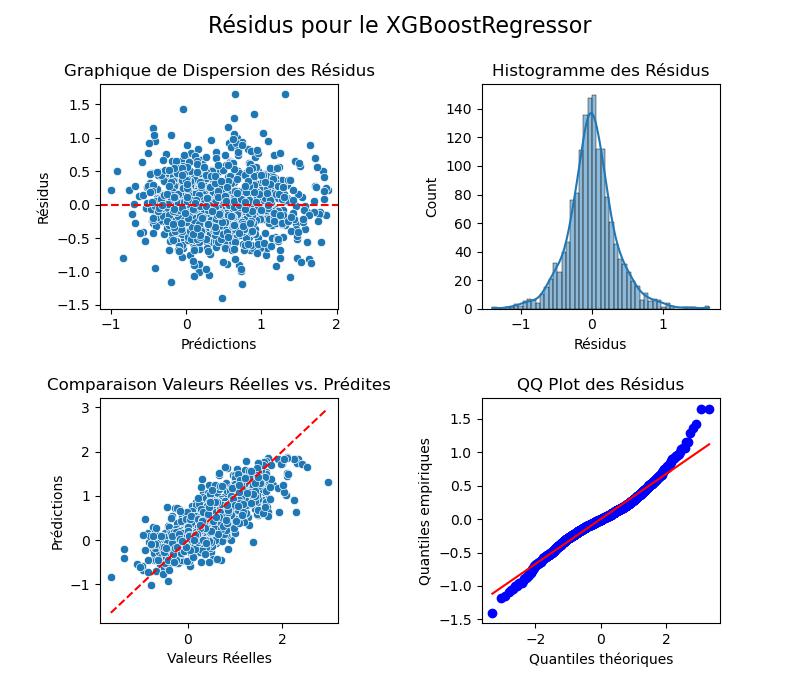 Résidus pour le XGBoostRegressor
Graphique de Dispersion des Résidus
1.5
1.0
0.5
0.0
−0.5
−1.0
−1.5
Résidus
−1 0 1 2
Prédictions
Histogramme des Résidus
140
120
100
80
60
40
20
0
Count
−1 0 1
Résidus
Comparaison Valeurs Réelles vs. Prédites
3
2
1
0
−1
Prédictions
0 2
Valeurs Réelles
QQ Plot des Résidus
1.5
1.0
0.5
0.0
−0.5
−1.0
−1.5
Quantiles empiriques
−2 0 2
Quantiles théoriques